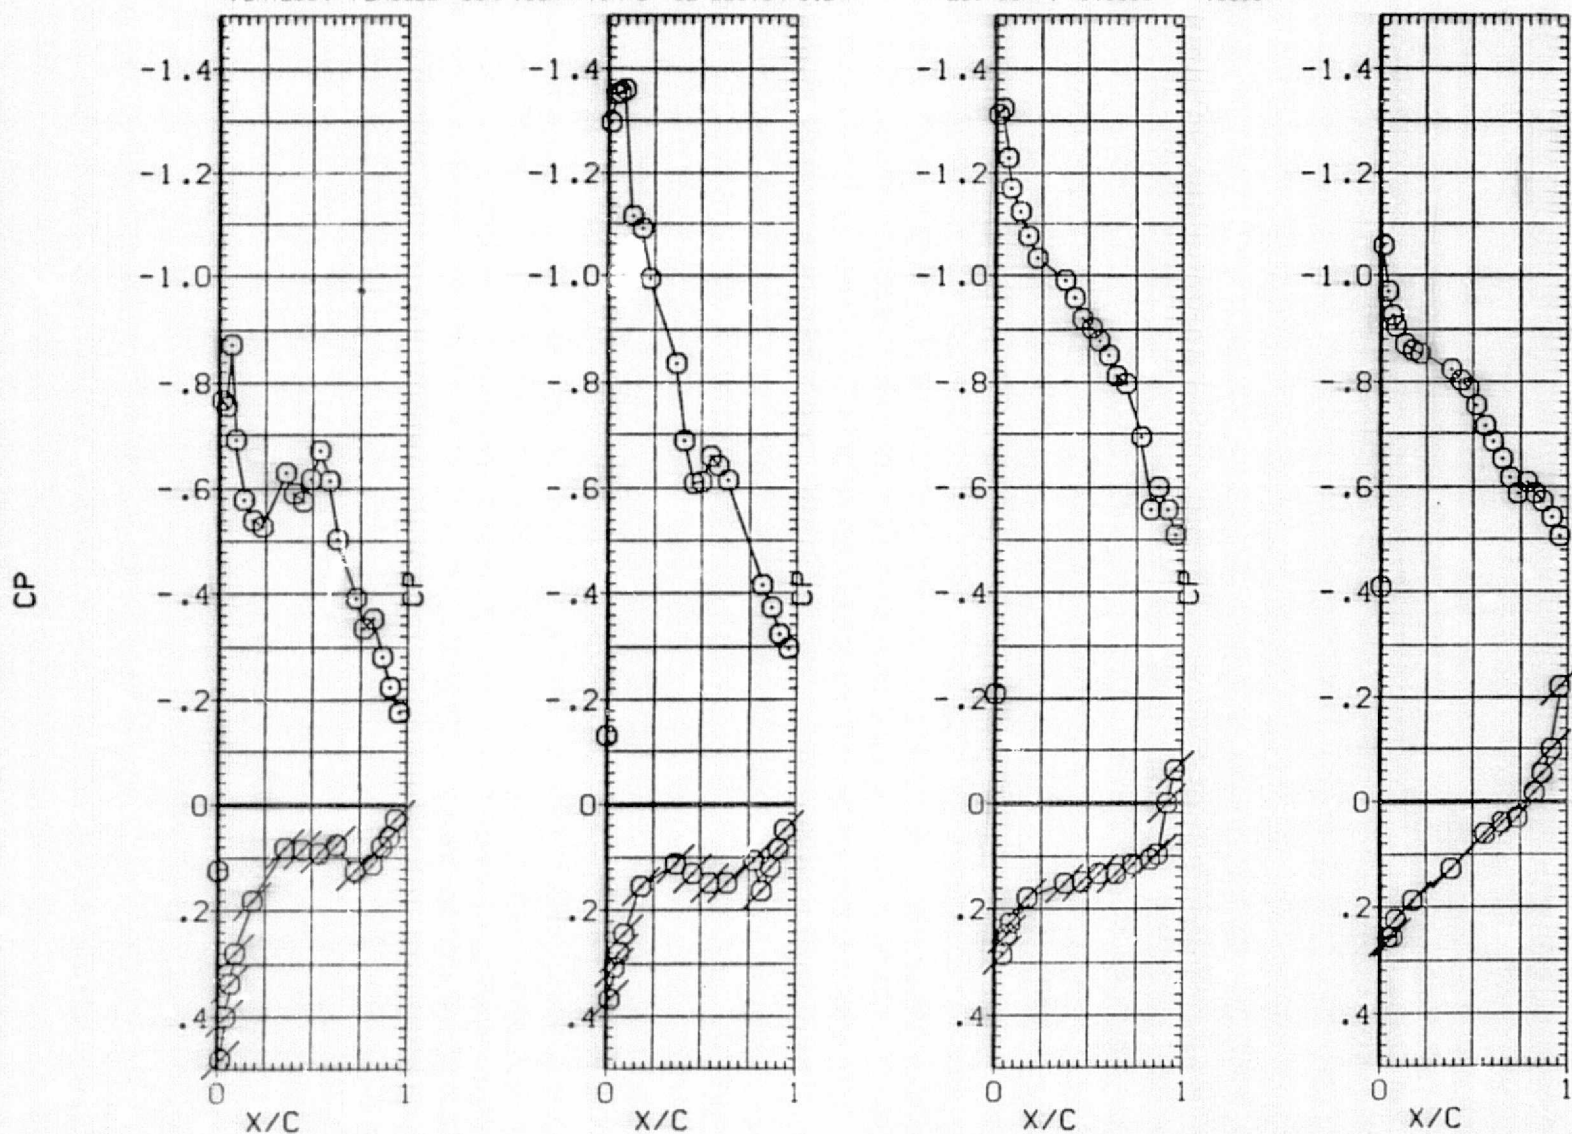 -1.4 -1.4 -1.4 -1.4
-1.2 -1.2 -1.2 -1.2
-1.0 -1.0 -1.0 -1.0
-.8 -.8 -.8 -.8
-.6 -.6 -.6 -.6
CP -.4 CP -.4 CP -.4 CP -.4
-.2 -.2 -.2 -.2
0 0 0 0
.2 .2 .2 .2
.4 .4 .4 .4
0 1 0 1 0 1 0 1
X/C X/C X/C X/C